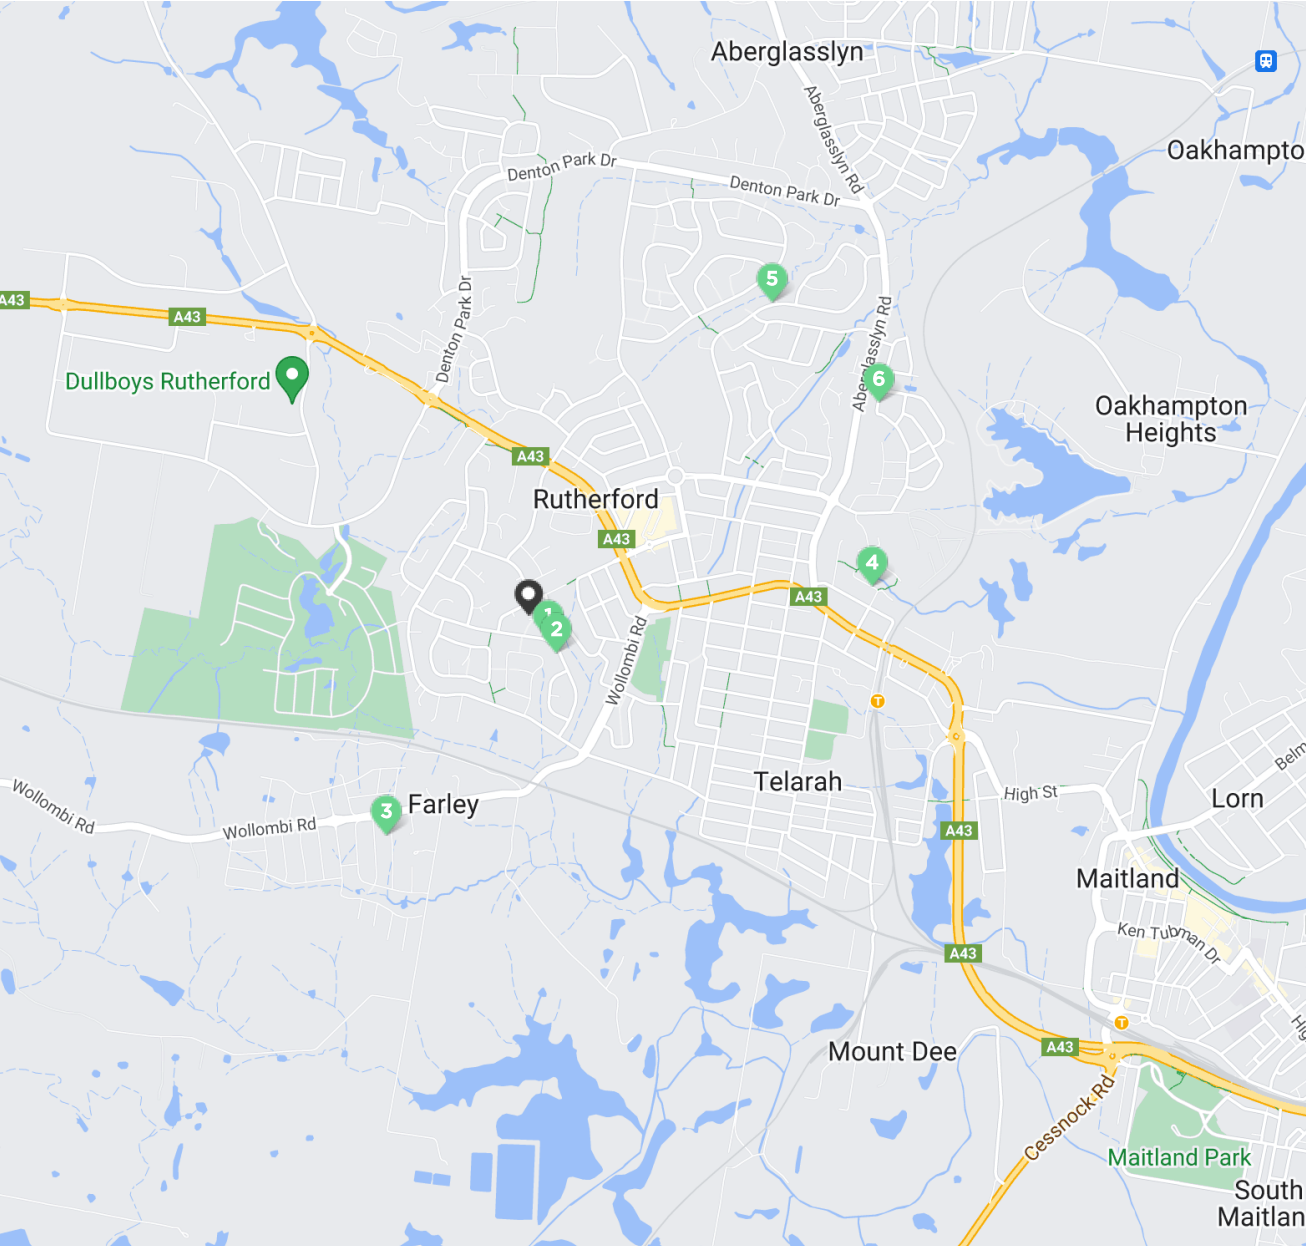 Aberglasslyn
Aberglasslyn Rd
Oakhampto
Denton Park Dr
Denton Park Dr
5
A43
A43
Denton Park Dr
Aberglasslyn Rd
Dullboys Rutherford
6
Oakhampton
Heights
A43
Rutherford
A43
4
A43
1
2
Wollombi Rd
T
Telarah
Wollombi Rd
Wollombi Rd
3
Farley
High St
Belm
Lorn
A43
Maitland
Ken Tubman Dr
A43
Hig
T
Mount Dee
A43
Cessnock Rd
Maitland Park
South
Maitlan